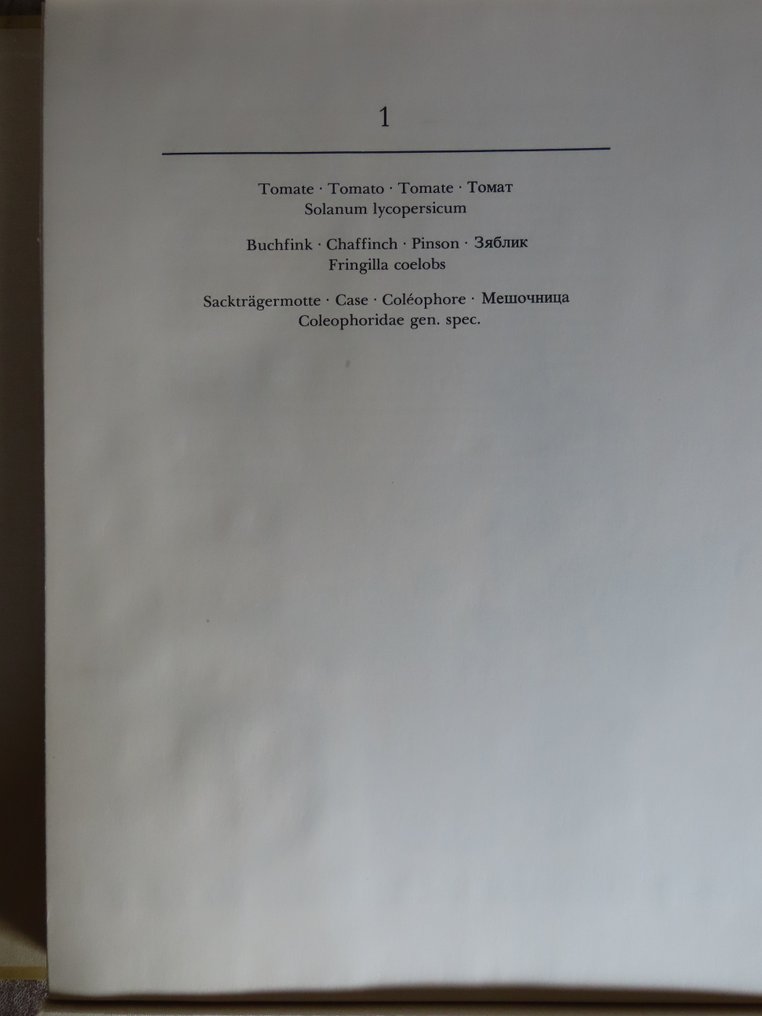 1
Tomate · Tomato · Tomate · Томат
Solanum lycopersicum
Buchfink · Chaffinch · Pinson · Зяблик
Fringilla coelobs
Sackträgermotte · Case · Coléophore · Мешочница
Coleophoridae gen. spec.